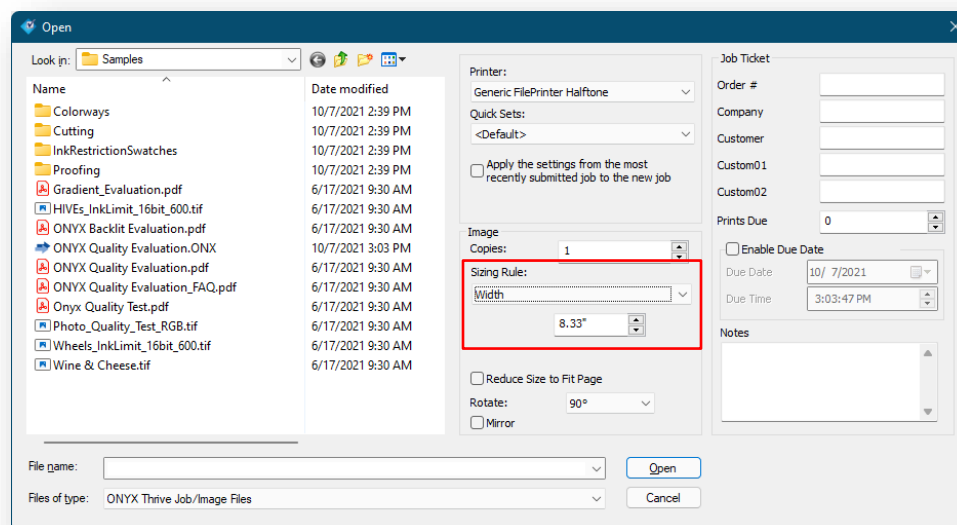 Open
Look in: Samples
Name Date modified
Colorways 10/7/2021 2:39 PM
Cutting 10/7/2021 2:39 PM
InkRestrictionSwatches 10/7/2021 2:39 PM
Proofing 10/7/2021 2:39 PM
Gradient_Evaluation.pdf 6/17/2021 9:30 AM
HIVEs_InkLimit_16bit_600.tif 6/17/2021 9:30 AM
ONYX Backlit Evaluation.pdf 6/17/2021 9:30 AM
ONYX Quality Evaluation.ONX 10/7/2021 3:03 PM
ONYX Quality Evaluation.pdf 6/17/2021 9:30 AM
ONYX Quality Evaluation_FAQ.pdf 6/17/2021 9:30 AM
Onyx Quality Test.pdf 6/17/2021 9:30 AM
Photo_Quality_Test_RGB.tif 6/17/2021 9:30 AM
Wheels_InkLimit_16bit_600.tif 6/17/2021 9:30 AM
Wine & Cheese.tif 6/17/2021 9:30 AM
File name:
Open
Files of type: ONYX Thrive Job/Image Files
Cancel
Printer:
Generic FilePrinter Halftone
Quick Sets:
<Default>
Apply the settings from the most
recently submitted job to the new job
Image
Copies: 1
Sizing Rule:
Width
8.33"
Reduce Size to Fit Page
Rotate: 90°
Mirror
Job Ticket
Order #
Company
Customer
Custom01
Custom02
Prints Due 0
Enable Due Date
Due Date 10/ 7/2021
Due Time 3:03:47 PM
Notes